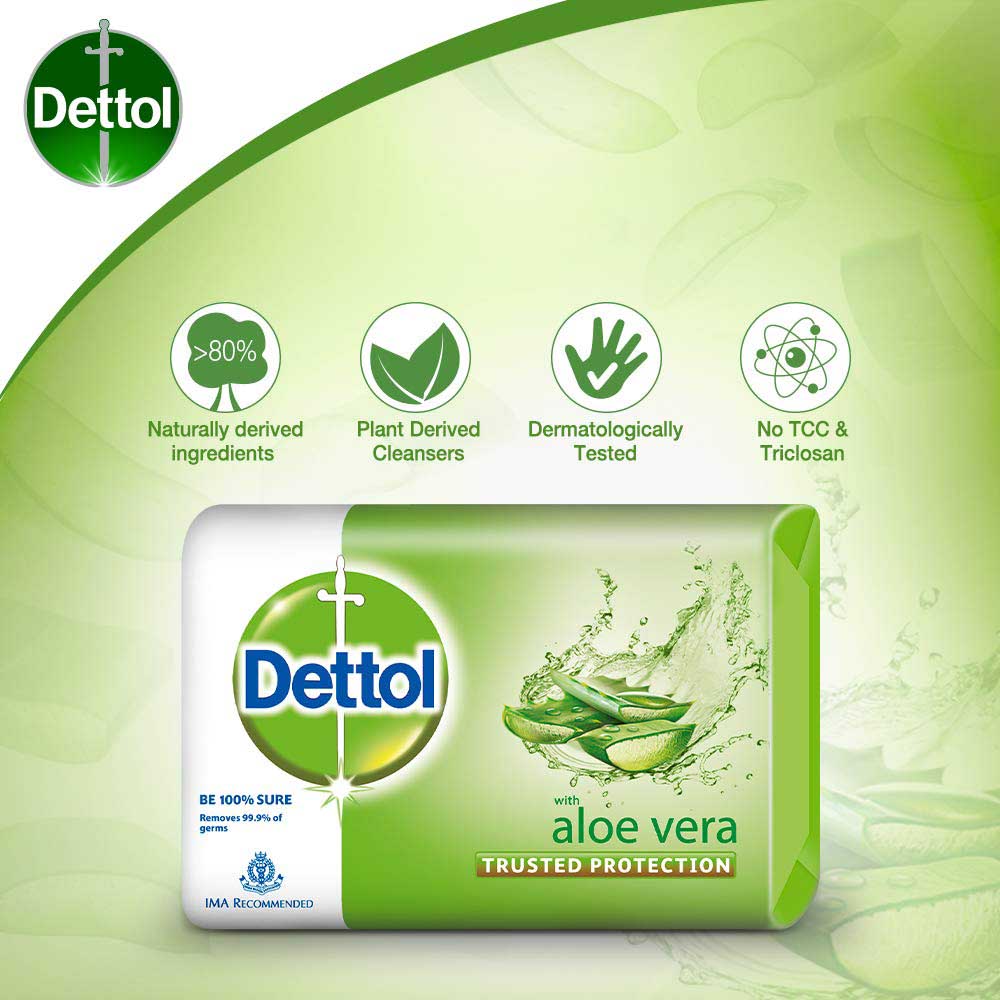 Dettol
>80%
Naturally derived
ingredients
Plant Derived
Cleansers
Dermatologically
Tested
No TCC &
Triclosan
Dettol
BE 100% SURE
Removes 99.9% of
germs
IMA RECOMMENDED
with
aloe vera
TRUSTED PROTECTION